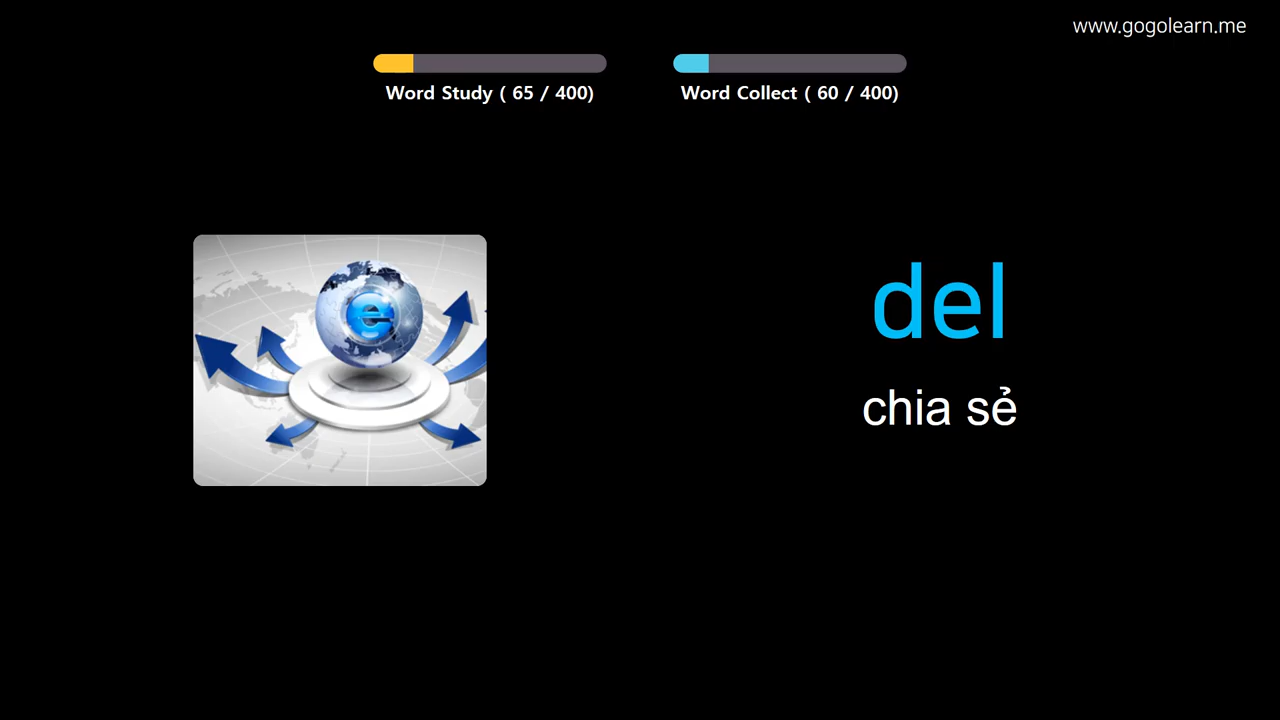 www.gogolearn.me
Word Study ( 65 / 400)
Word Collect ( 60 / 400)
e
del
chia sẻ